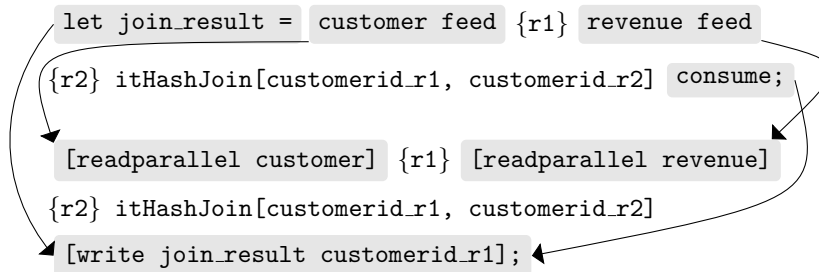 let join_result = customer feed {r1} revenue feed
{r2} itHashJoin[customerid_r1, customerid_r2] consume;
[readparallel customer] {r1} [readparallel revenue]
{r2} itHashJoin[customerid_r1, customerid_r2]
[write join_result customerid_r1];